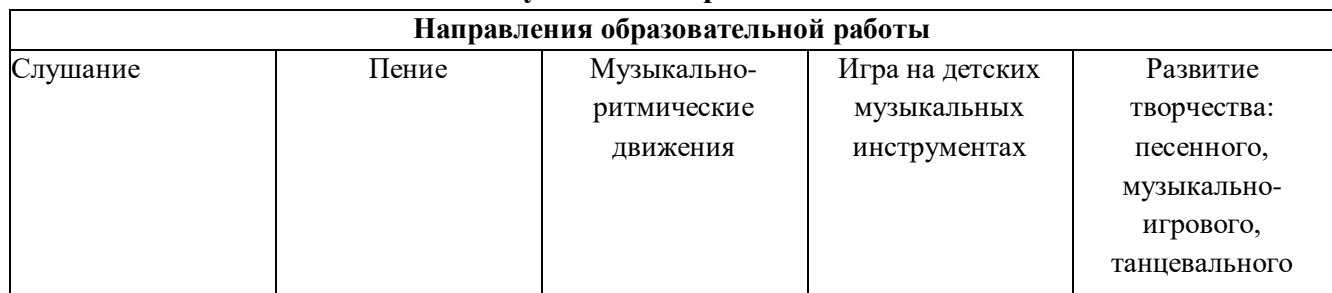 Направления образовательной работы
Слушание
Пение
Музыкально-
ритмические
движения
Игра на детских
музыкальных
инструментах
Развитие
творчества:
песенного,
музыкально-
игрового,
танцевального